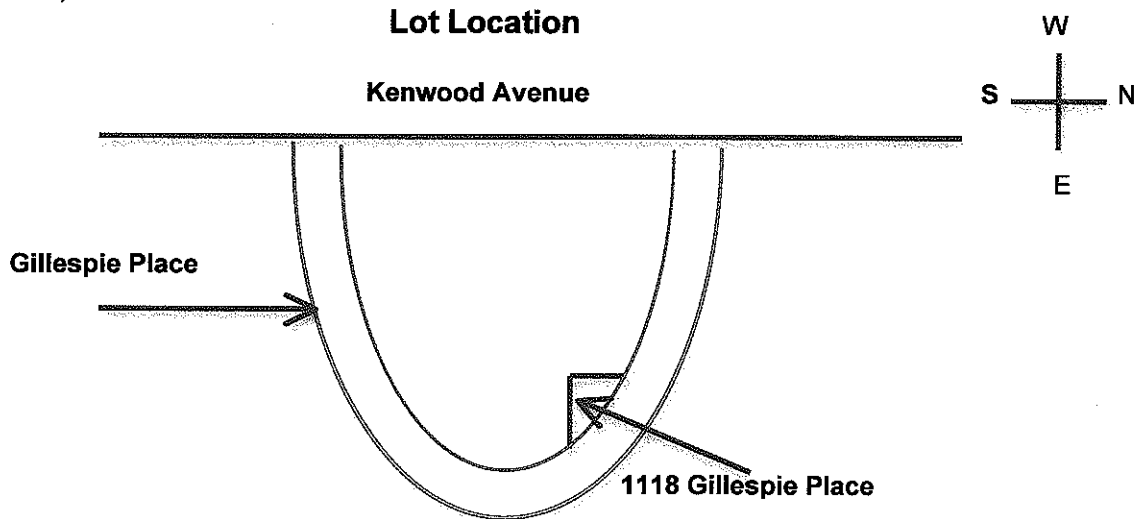 Lot Location
W
Kenwood Avenue
S
N
E
Gillespie Place
1118 Gillespie Place